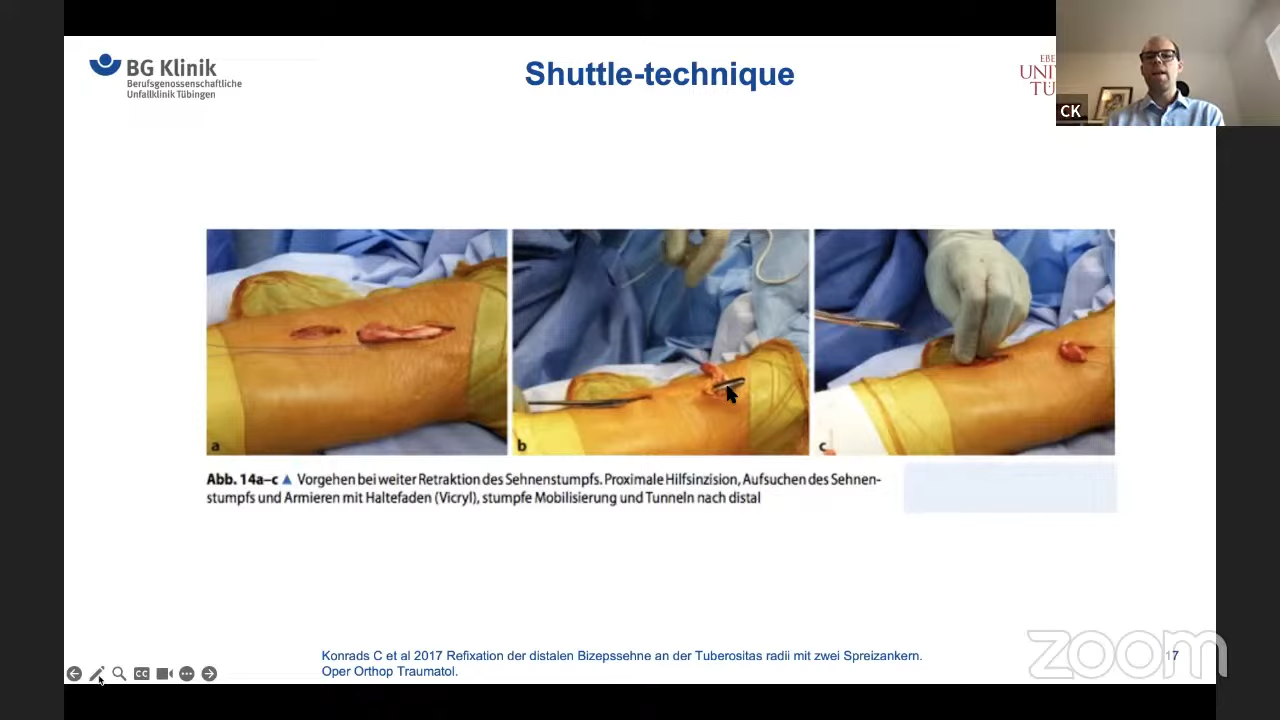 BG Klinik
Berufsgenossenschaftliche
Unfallklinik Tübingen
Shuttle-technique
EBE
UNI
TÜ
CK
a
b
c
Abb. 14a–c ▲ Vorgehen bei weiter Retraktion des Sehnenstumpfs. Proximale Hilfsinzision, Aufsuchen des Sehnen-
stumpfs und Armieren mit Haltefaden (Vicryl), stumpfe Mobilisierung und Tunneln nach distal
Konrads C et al 2017 Refixation der distalen Bizepssehne an der Tuberositas radii mit zwei Spreizankern.
Oper Orthop Traumatol.
CC
zoom
17